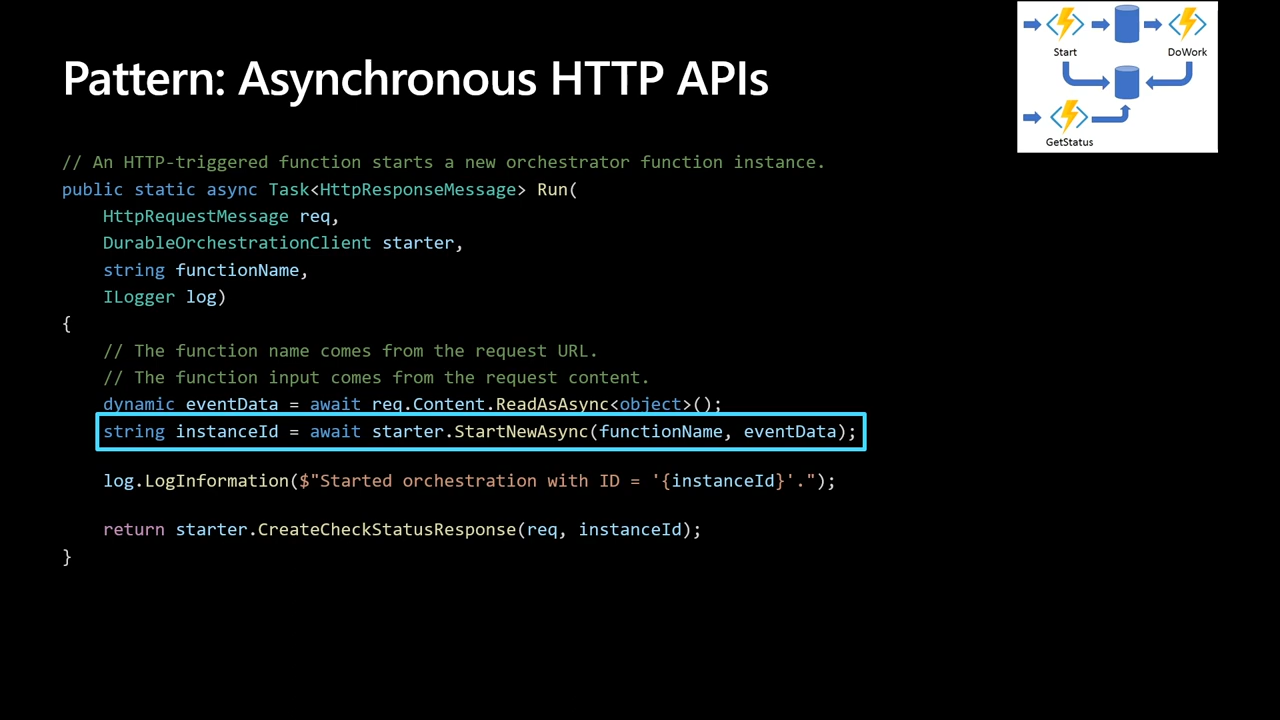 Pattern: Asynchronous HTTP APIs
Start
DoWork
GetStatus
// An HTTP-triggered function starts a new orchestrator function instance.
public static async Task<HttpResponseMessage> Run(
HttpRequestMessage req,
DurableOrchestrationClient starter,
string functionName,
ILogger log)
{
// The function name comes from the request URL.
// The function input comes from the request content.
dynamic eventData = await req.Content.ReadAsAsync<object>();
string instanceId = await starter.StartNewAsync(functionName, eventData);
log.LogInformation($"Started orchestration with ID = '{instanceId}'.");
return starter.CreateCheckStatusResponse(req, instanceId);
}